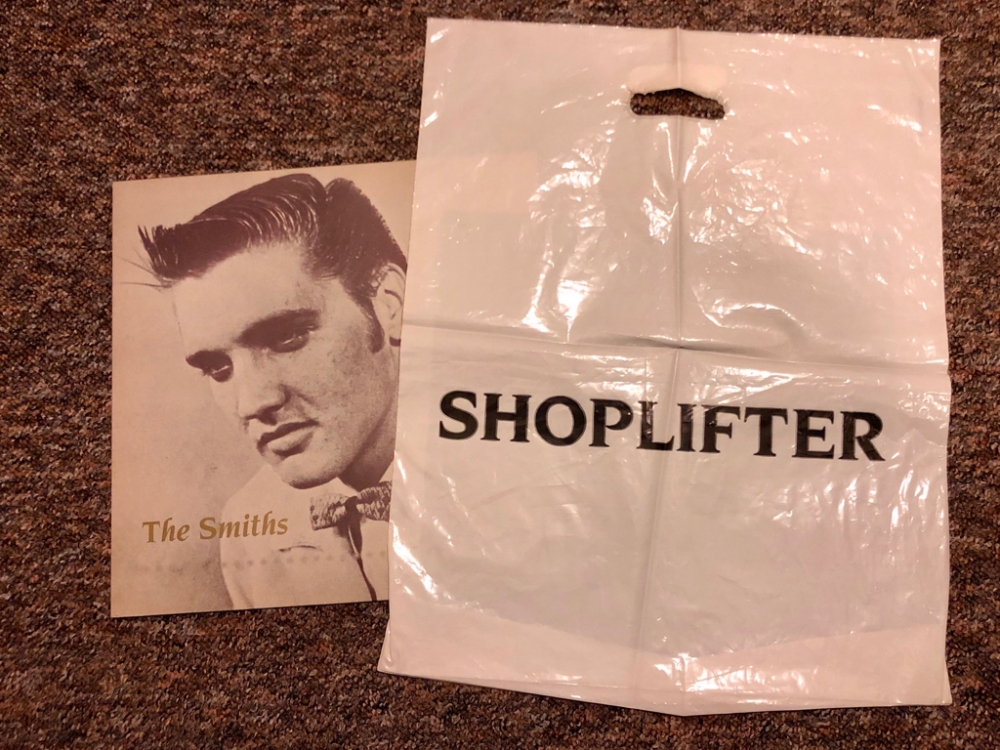 The Smiths
SHOPLIFTER